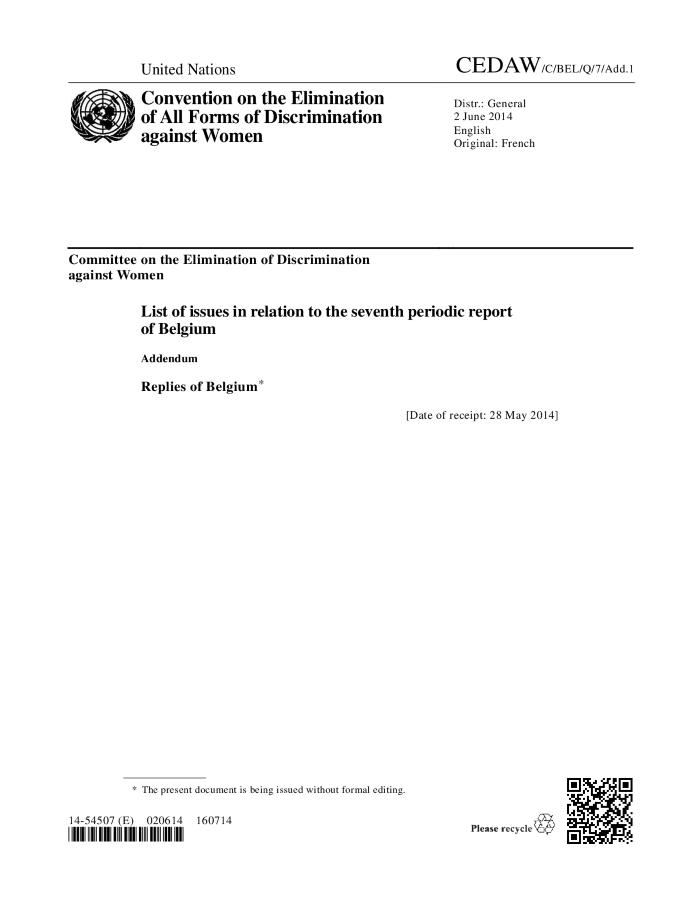 United Nations
CEDAW/C/BEL/Q/7/Add.1
Convention on the Elimination
of All Forms of Discrimination
against Women
Distr.: General
2 June 2014
English
Original: French
Committee on the Elimination of Discrimination
against Women
List of issues in relation to the seventh periodic report
of Belgium
Addendum
Replies of Belgium*
[Date of receipt: 28 May 2014]
* The present document is being issued without formal editing.
14-54507 (E) 020614 160714
Please recycle